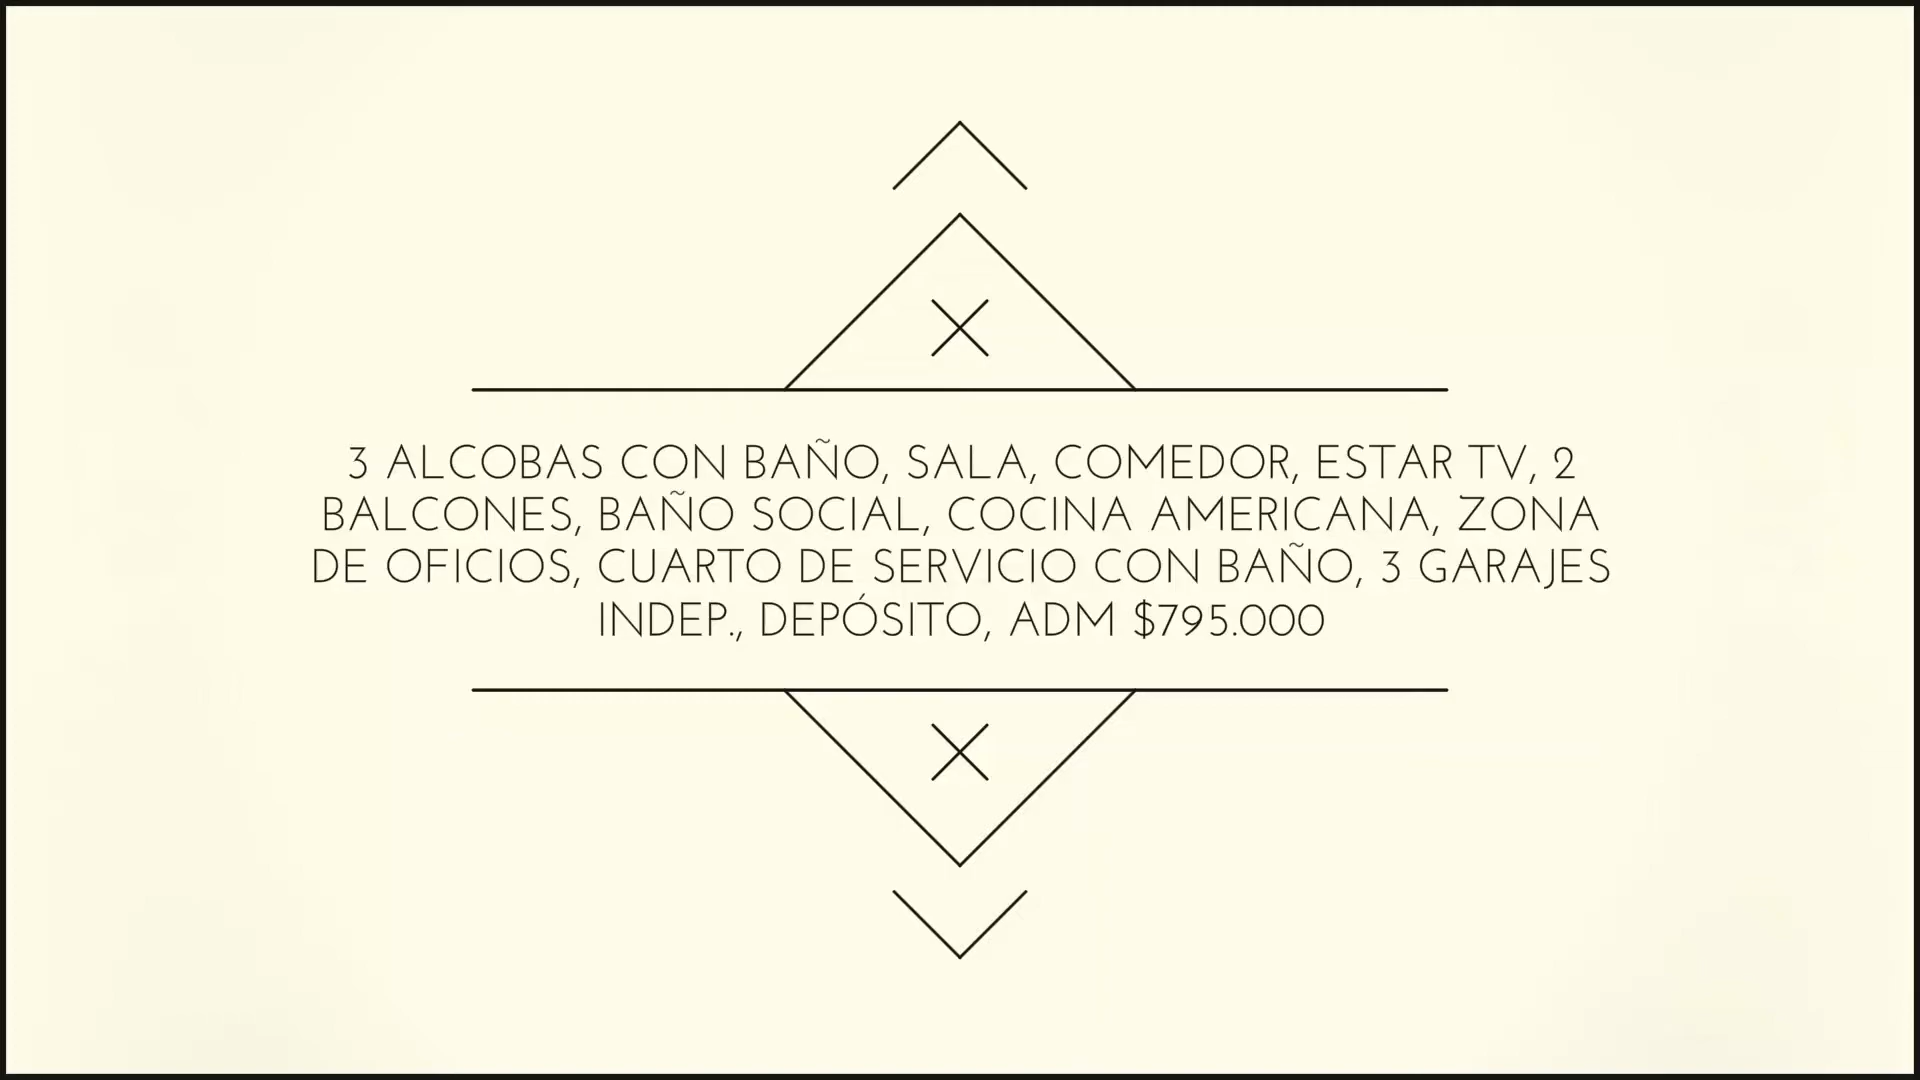 3 ALCOBAS CON BAÑO, SALA, COMEDOR, ESTAR TV, 2
BALCONES, BAÑO SOCIAL, COCINA AMERICANA, ZONA
DE OFICIOS, CUARTO DE SERVICIO CON BAÑO, 3 GARAJES
INDEP., DEPÓSITO, ADM $795.000